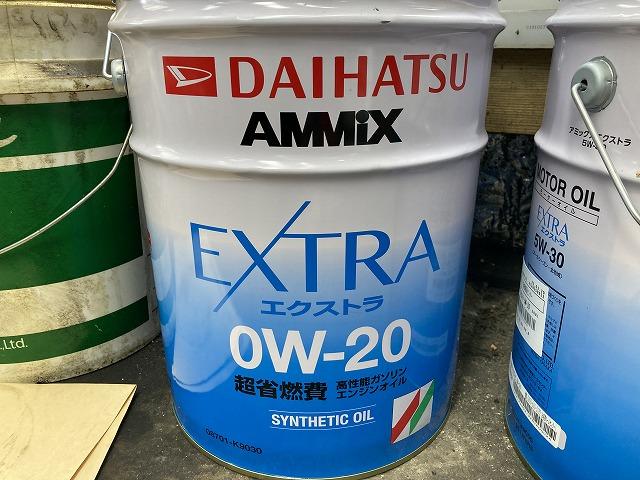 DAIHATSU
AMMiX
EXTRA
エクストラ
0W-20
超省燃費 高性能ガソリン
エンジンオイル
SYNTHETIC OIL
08701-K9030
MOTOR OIL
EXTRA
エクストラ
5W-30
,Ltd.